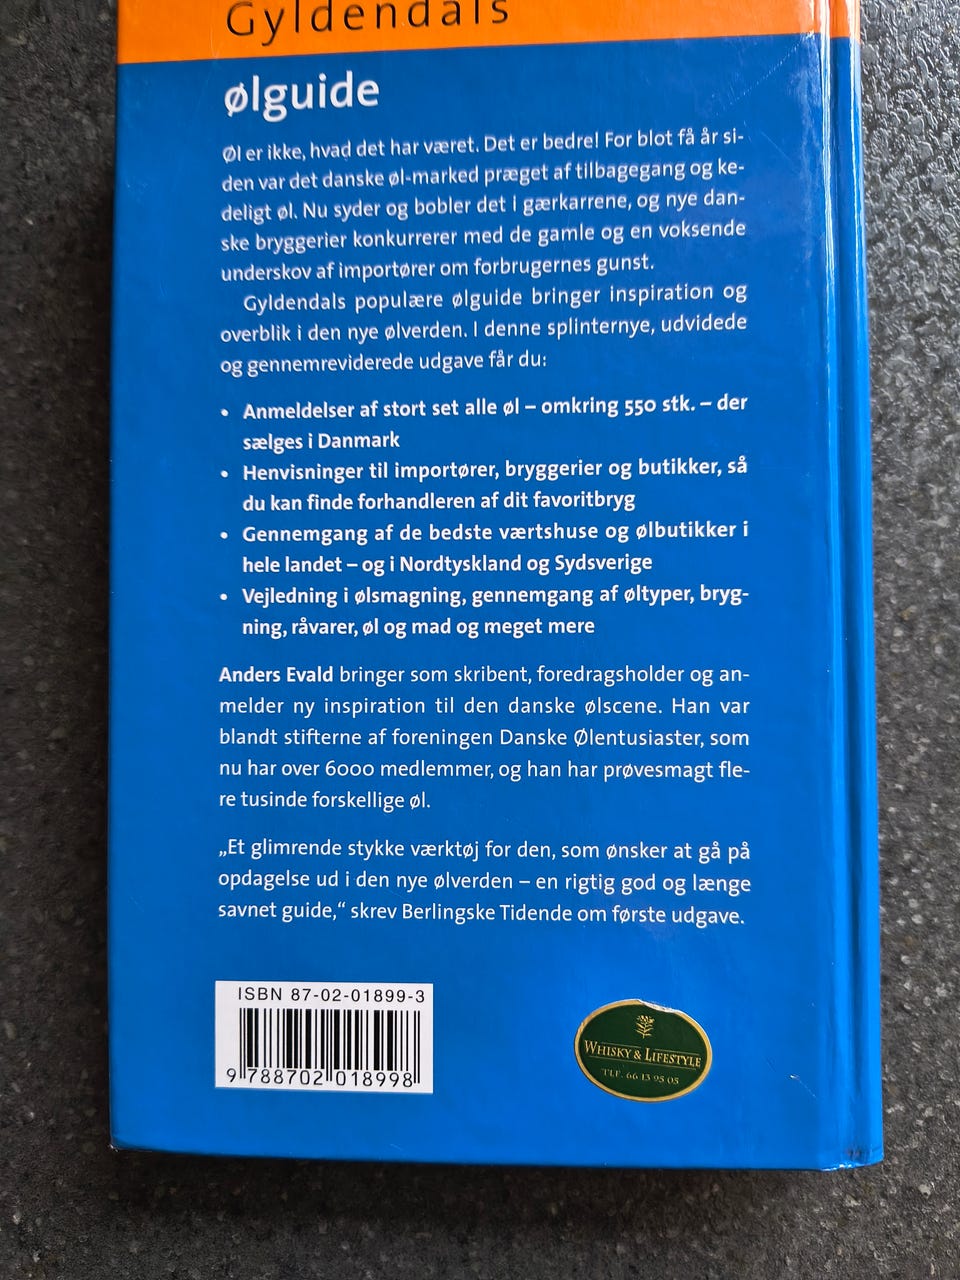 Gyldendals
ølguide
Øl er ikke, hvad det har været. Det er bedre! For blot få år si-
den var det danske øl-marked præget af tilbagegang og ke-
deligt øl. Nu syder og bobler det i gærkarrene, og nye dan-
ske bryggerier konkurrerer med de gamle og en voksende
underskov af importører om forbrugernes gunst.
Gyldendals populære ølguide bringer inspiration og
overblik i den nye ølverden. I denne splinternye, udvidede
og gennemreviderede udgave får du:
• Anmeldelser af stort set alle øl – omkring 550 stk. – der
sælges i Danmark
• Henvisninger til importører, bryggerier og butikker, så
du kan finde forhandleren af dit favoritbryg
• Gennemgang af de bedste værtshuse og ølbutikker i
hele landet – og i Nordtyskland og Sydsverige
• Vejledning i ølsmagning, gennemgang af øltyper, bryg-
ning, råvarer, øl og mad og meget mere
Anders Evald bringer som skribent, foredragsholder og an-
melder ny inspiration til den danske ølscene. Han var
blandt stifterne af foreningen Danske Ølentusiaster, som
nu har over 6000 medlemmer, og han har prøvesmagt fle-
re tusinde forskellige øl.
„Et glimrende stykke værktøj for den, som ønsker at gå på
opdagelse ud i den nye ølverden – en rigtig god og længe
savnet guide,“ skrev Berlingske Tidende om første udgave.
ISBN 87-02-01899-3
9 788702 018998
WHISKY & LIFESTYLE
TLF. 66 13 95 05